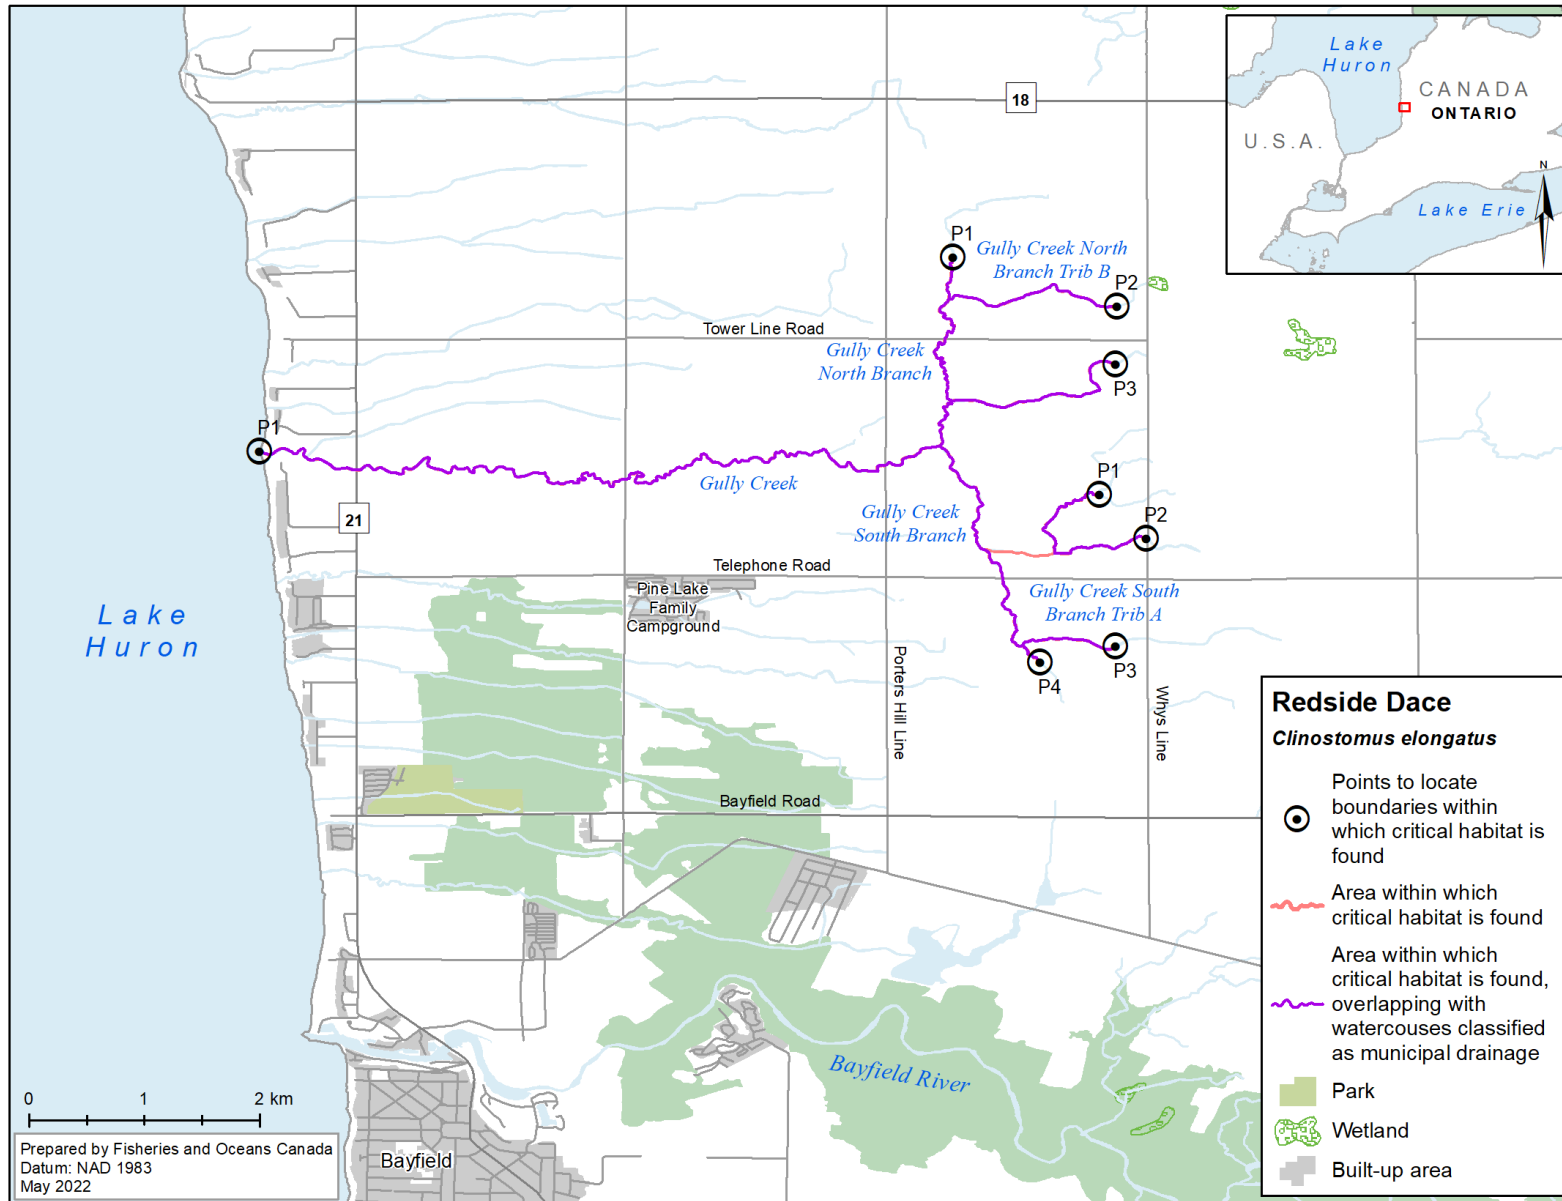 18
Lake
Huron
CANADA
ONTARIO
U.S.A.
Lake Erie
N
P1
Gully Creek North
Branch Trib B
P2
Tower Line Road
Gully Creek
North Branch
P3
P1
Gully Creek
P1
P2
Gully Creek
South Branch
21
Telephone Road
Pine Lake
Family
Campground
Gully Creek South
Branch Trib A
Lake
Huron
P3
P4
Porters Hill Line
Whys Line
Bayfield Road
Bayfield River
Bayfield
Redside Dace
Clinostomus elongatus
Points to locate
boundaries within
which critical habitat is
found
Area within which
critical habitat is found
Area within which
critical habitat is found,
overlapping with
watercouses classified
as municipal drainage
Park
Wetland
Built-up area
0 1 2 km
Prepared by Fisheries and Oceans Canada
Datum: NAD 1983
May 2022